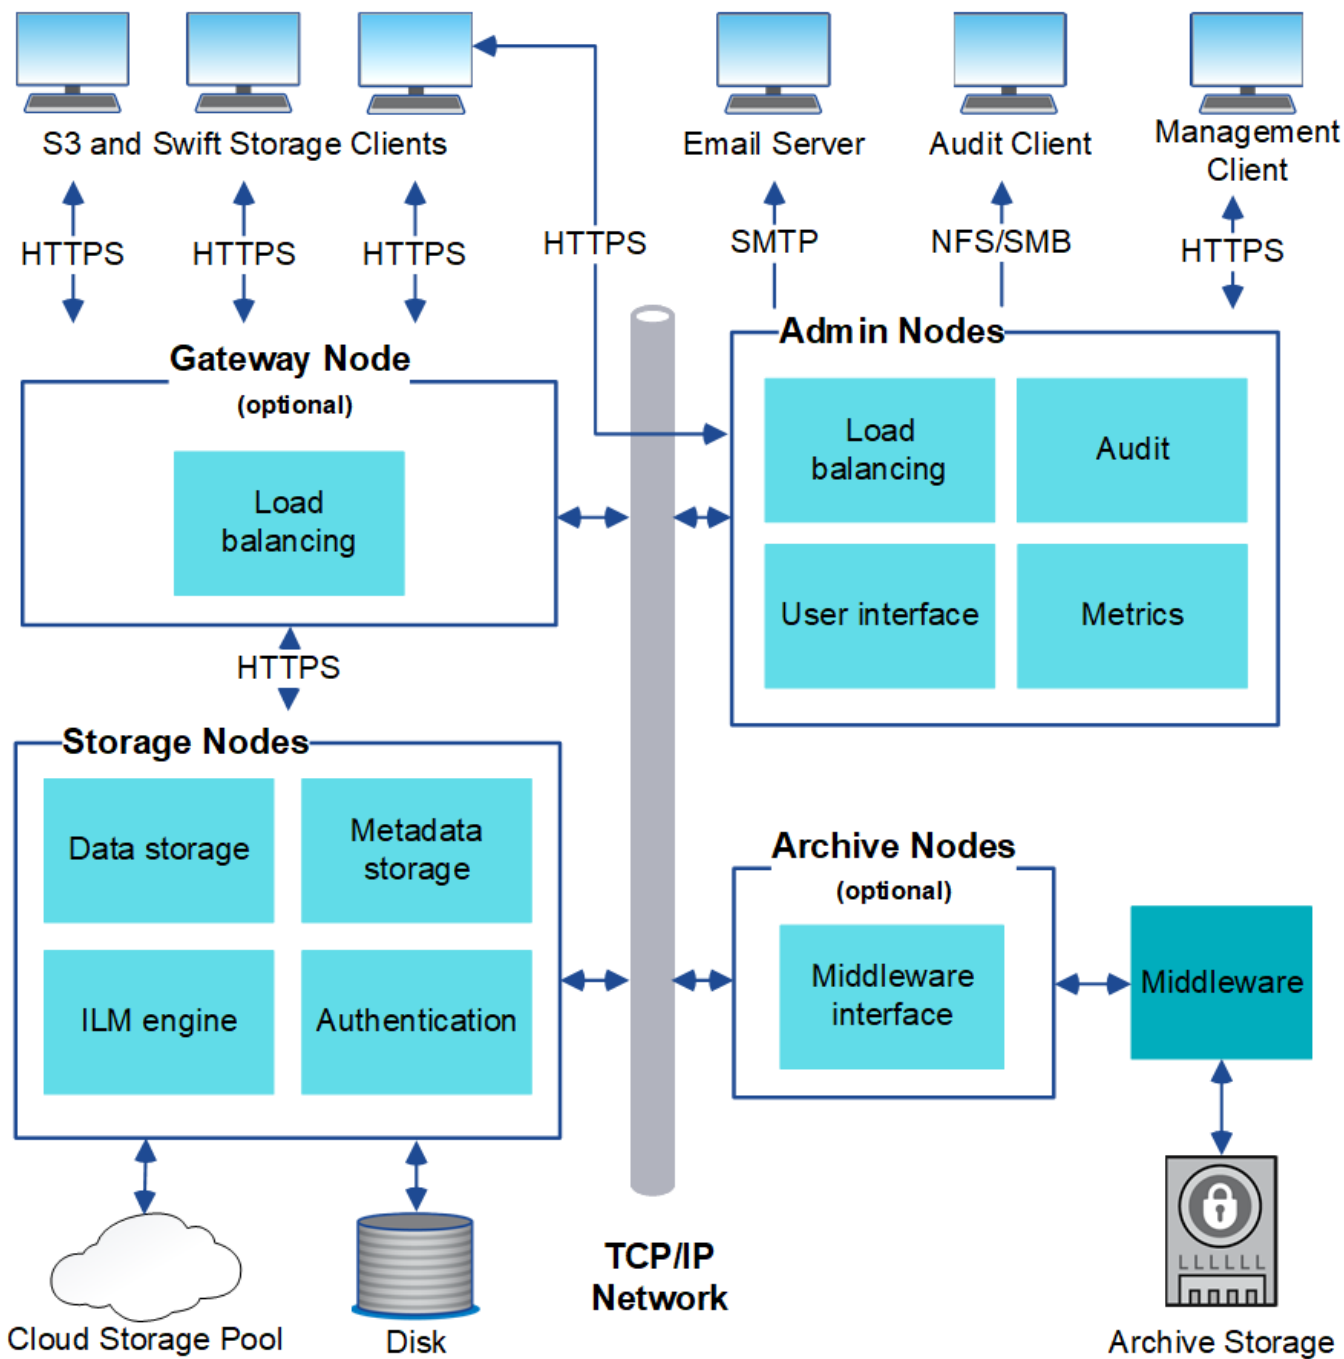 S3 and Swift Storage Clients
Email Server
Audit Client
Management
Client
HTTPS
HTTPS
HTTPS
HTTPS
SMTP
NFS/SMB
HTTPS
Gateway Node
(optional)
Load
balancing
Admin Nodes
Load
balancing
Audit
User interface
Metrics
HTTPS
Storage Nodes
Data storage
Metadata
storage
ILM engine
Authentication
Archive Nodes
(optional)
Middleware
interface
Middleware
LLLLLL
Cloud Storage Pool
Disk
TCP/IP
Network
Archive Storage